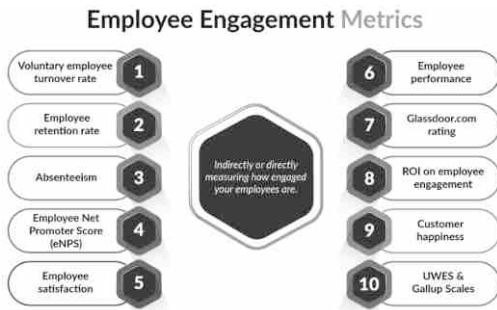 Employee Engagement Metrics
Voluntary employee
turnover rate
1
Employee
retention rate
2
Absenteeism
3
Employee Net
Promoter Score
(eNPS)
4
Employee
satisfaction
5
Indirectly or directly
measuring how engaged
your employees are.
6
Employee
performance
7
Glassdoor.com
rating
8
ROI on employee
engagement
9
Customer
happiness
10
UWES &
Gallup Scales